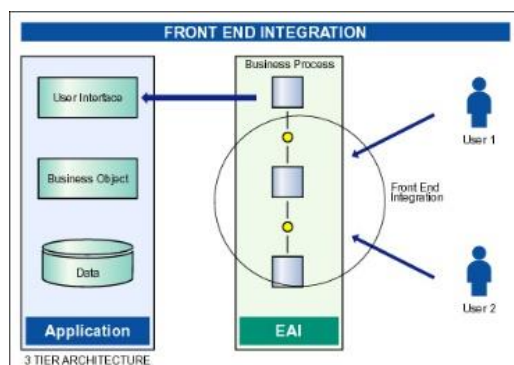 FRONT END INTEGRATION
User Interface
Business Object
Data
Application
3 TIER ARCHITECTURE
Business Process
EAI
Front End
Integration
User 1
User 2